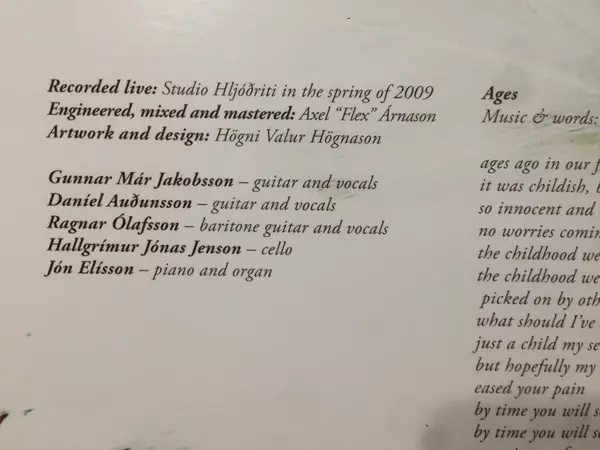 Recorded live: Studio Hljóðriti in the spring of 2009
Engineered, mixed and mastered: Axel "Flex" Árnason
Artwork and design: Högni Valur Högnason
Gunnar Már Jakobsson – guitar and vocals
Daníel Auðunsson – guitar and vocals
Ragnar Ólafsson – baritone guitar and vocals
Hallgrímur Jónas Jenson – cello
Jón Elísson – piano and organ
Ages
Music & words:
ages ago in our
it was childish,
so innocent and
no worries
the childhood
the childhood
picked on by
what should I've
just a child my
but hopefully my
eased your pain
by time you will
by time you will